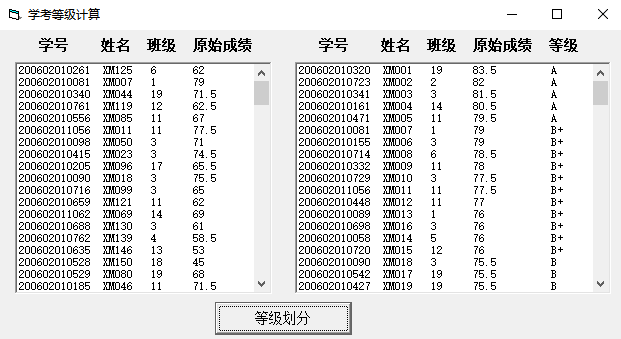 学考等级计算
学号 姓名 班级 原始成绩
200602010261 XM125 6 62
200602010081 XM007 1 79
200602010340 XM044 19 71.5
200602010761 XM119 12 62.5
200602010556 XM085 11 67
200602011056 XM011 11 77.5
200602010098 XM050 3 71
200602010415 XM023 3 74.5
200602010205 XM096 17 65.5
200602010090 XM018 3 75.5
200602010716 XM099 3 65
200602010659 XM121 11 62
200602011062 XM069 14 69
200602010688 XM130 3 61
200602010762 XM139 4 58.5
200602010635 XM146 13 53
200602010528 XM150 18 45
200602010529 XM080 19 68
200602010185 XM046 11 71.5
学号 姓名 班级 原始成绩 等级
200602010320 XM001 19 83.5 A
200602010723 XM002 2 82 A
200602010341 XM003 3 81.5 A
200602010161 XM004 14 80.5 A
200602010471 XM005 11 79.5 A
200602010081 XM007 1 79 B+
200602010155 XM006 3 79 B+
200602010714 XM008 6 78.5 B+
200602010332 XM009 11 78 B+
200602010729 XM010 3 77.5 B+
200602011056 XM011 11 77.5 B+
200602010448 XM012 11 77 B+
200602010089 XM013 1 76 B+
200602010698 XM016 3 76 B+
200602010058 XM014 5 76 B+
200602010720 XM015 12 76 B+
200602010090 XM018 3 75.5 B
200602010542 XM017 19 75.5 B
200602010427 XM019 19 75.5 B
等级划分